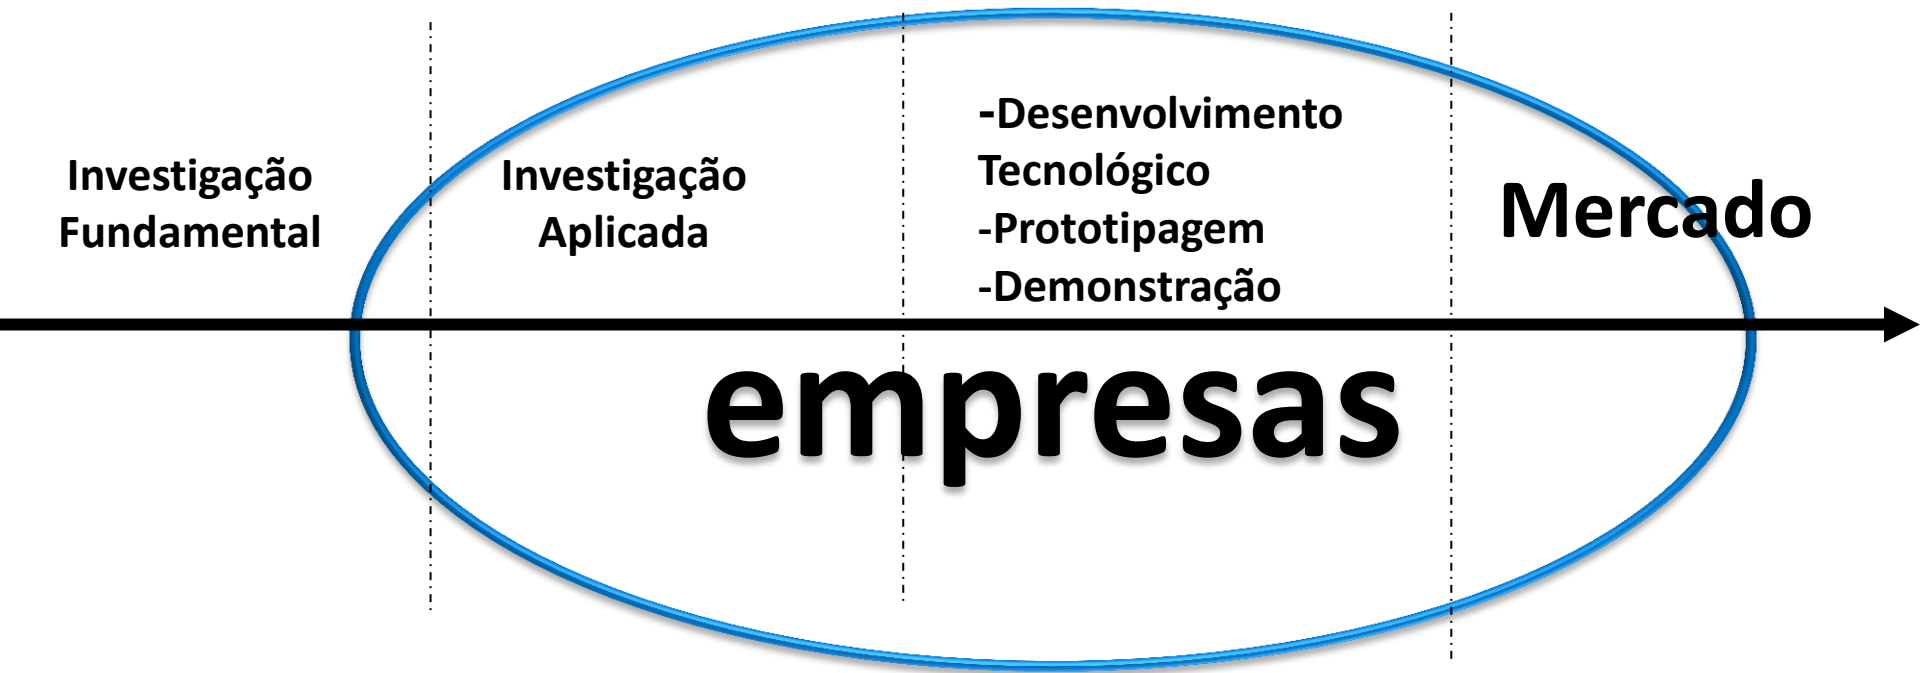 Investigação
Fundamental
Investigação
Aplicada
-Desenvolvimento
Tecnológico
-Prototipagem
-Demonstração
Mercado
empresas